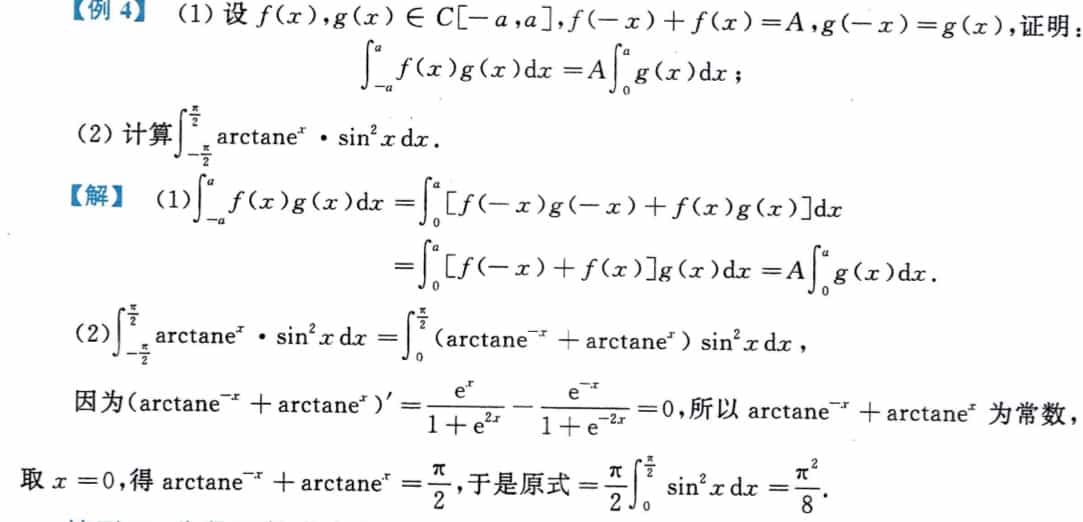 【例 4】 (1) 设 f(x),g(x)∈C[-a,a],f(-x)+f(x)=A,g(-x)=g(x),证明:
∫_{-a}^{a} f(x)g(x)dx = A∫_{0}^{a} g(x)dx;
(2) 计算∫_{-π/2}^{π/2} arctane^x · sin²x dx.
【解】 (1)∫_{-a}^{a} f(x)g(x)dx = ∫_{0}^{a} [f(-x)g(-x)+f(x)g(x)]dx
= ∫_{0}^{a} [f(-x)+f(x)]g(x)dx = A∫_{0}^{a} g(x)dx.
(2)∫_{-π/2}^{π/2} arctane^x · sin²x dx = ∫_{0}^{π/2} (arctane^{-x} + arctane^x) sin²x dx,
因为(arctane^{-x} + arctane^x)′ = e^x/(1+e^{2x}) - e^{-x}/(1+e^{-2x}) = 0,所以 arctane^{-x} + arctane^x 为常数,
取 x=0,得 arctane^{-x} + arctane^x = π/2,于是原式 = π/2 ∫_{0}^{π/2} sin²x dx = π²/8.